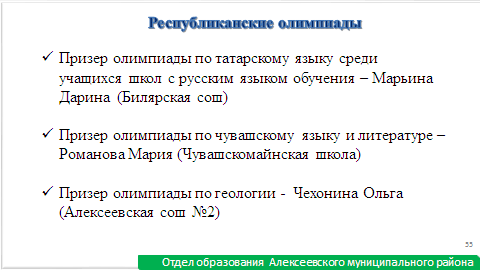 Республиканские олимпиады
✓ Призер олимпиады по татарскому языку среди
учащихся школ с русским языком обучения – Марьина
Дарина (Билярская сош)
✓ Призер олимпиады по чувашскому языку и литературе –
Романова Мария (Чувашскомайнская школа)
✓ Призер олимпиады по геологии - Чехонина Ольга
(Алексеевская сош №2)
55
Отдел образования Алексеевского муниципального района